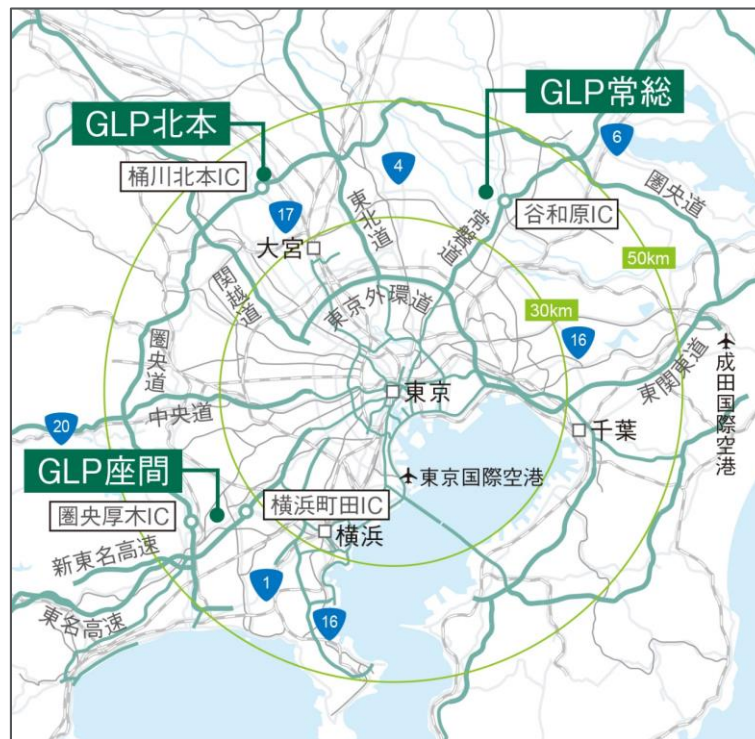 GLP常総
GLP北本
6
4
桶川北本IC
圏央道
17
谷和原IC
東北道
常磐道
大宮
50km
関越道
東京外環道
30km
16
圏央道
東関東道
成田国際空港
東京
中央道
20
千葉
GLP座間
東京国際空港
圏央厚木IC
横浜町田IC
横浜
新東名高速
1
東名高速
16